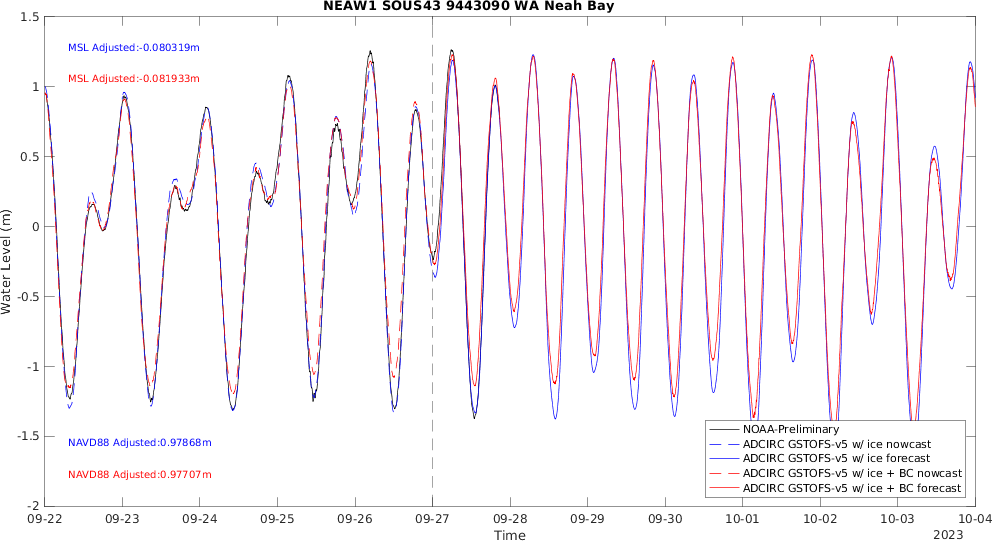 NEAW1 SOUS43 9443090 WA Neah Bay
1.5
1
0.5
0
-0.5
-1
-1.5
-2
Water Level (m)
MSL Adjusted:-0.080319m
MSL Adjusted:-0.081933m
NAVD88 Adjusted:0.97868m
NAVD88 Adjusted:0.97707m
NOAA-Preliminary
ADCIRC GSTOFS-v5 w/ ice nowcast
ADCIRC GSTOFS-v5 w/ ice forecast
ADCIRC GSTOFS-v5 w/ ice + BC nowcast
ADCIRC GSTOFS-v5 w/ ice + BC forecast
09-22 09-23 09-24 09-25 09-26 09-27 09-28 09-29 09-30 10-01 10-02 10-03 10-04
Time
2023